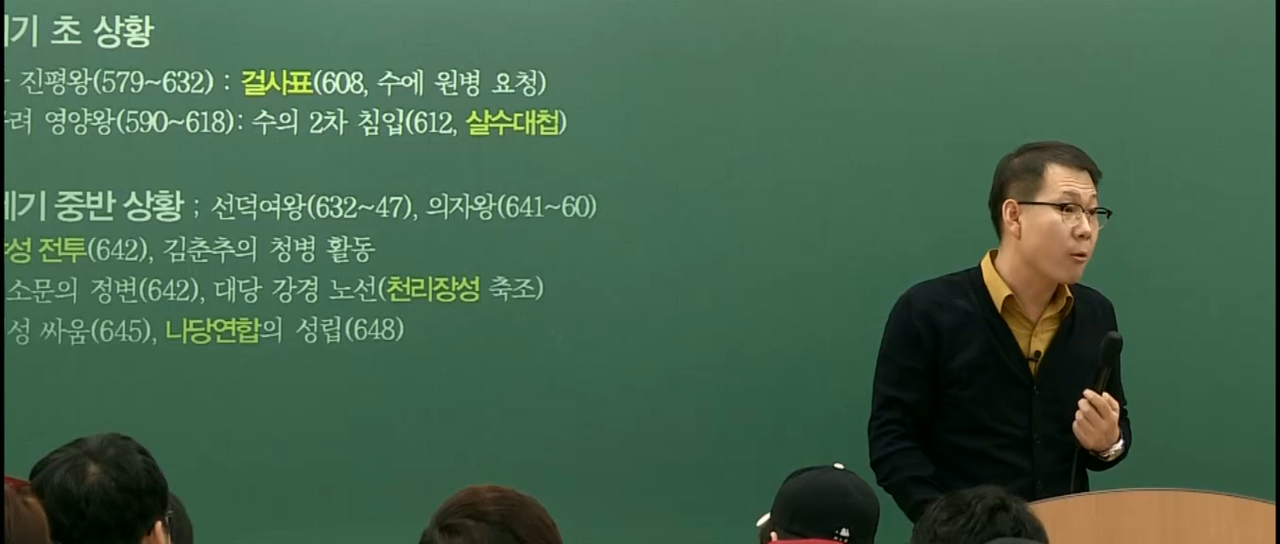 기 초 상황
진평왕(579~632) : 걸사표(608, 수에 원병 요청)
려 영양왕(590~618): 수의 2차 침입(612, 살수대첩)
기 중반 상황 ; 선덕여왕(632~47), 의자왕(641~60)
성 전투(642), 김춘추의 청병 활동
소문의 정변(642), 대당 강경 노선(천리장성 축조)
성 싸움(645), 나당연합의 성립(648)